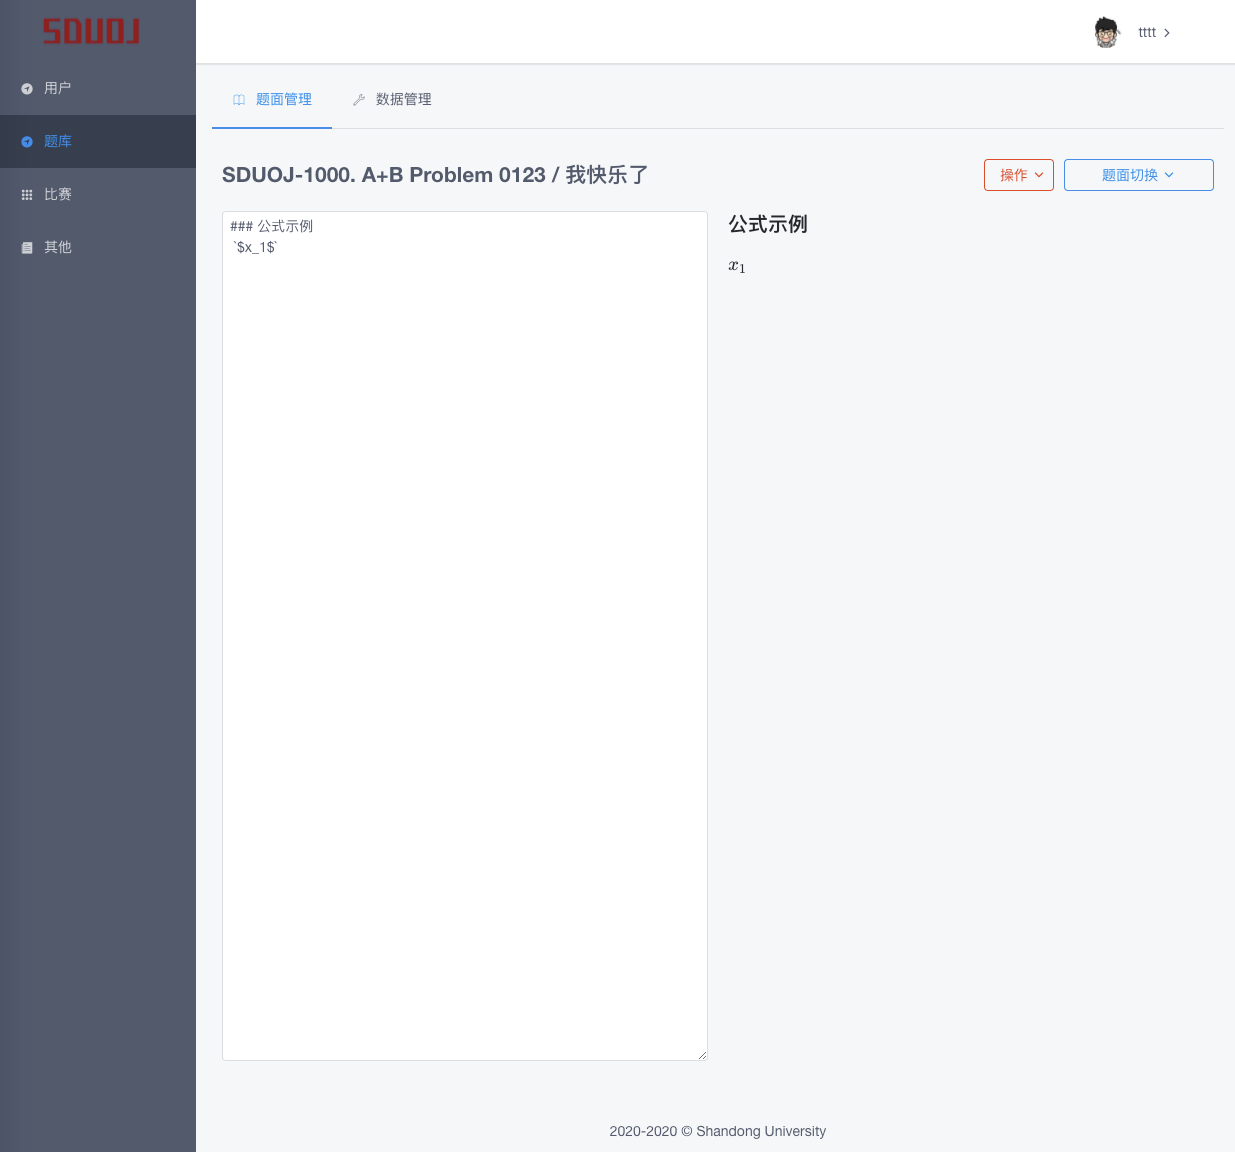 SDUOJ
tttt
用户
题库
比赛
其他
题面管理
数据管理
SDUOJ-1000. A+B Problem 0123 / 我快乐了
操作
题面切换
### 公式示例
`$x_1$`
公式示例
x₁
2020-2020 © Shandong University